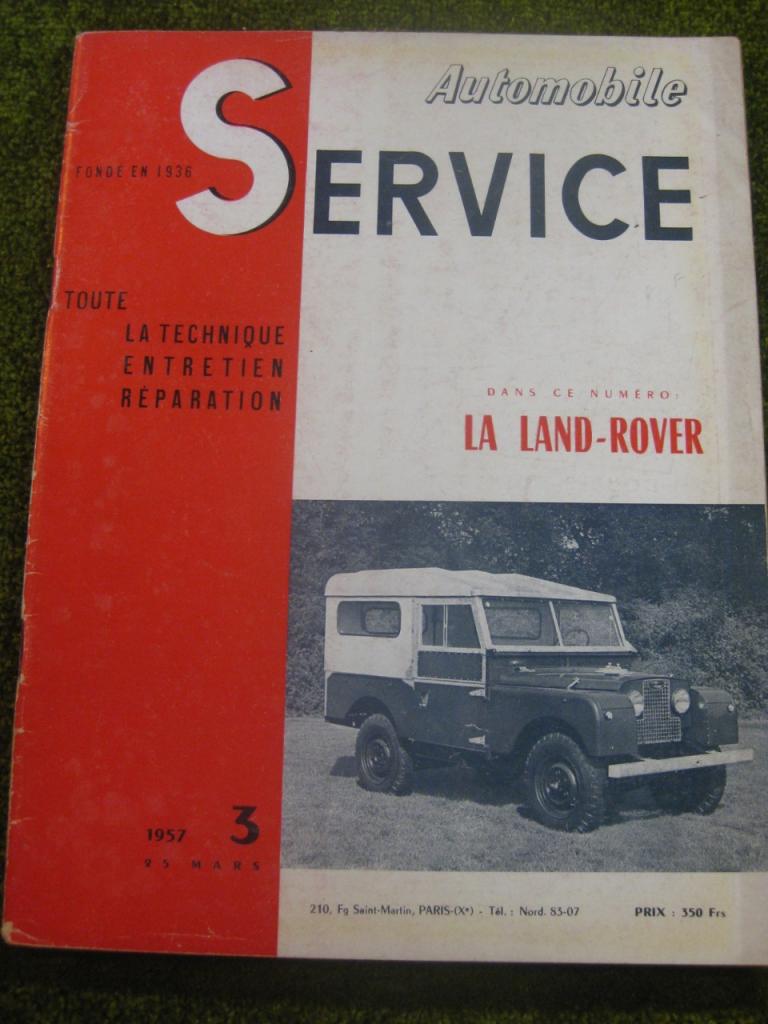 Automobile
SERVICE
FONDÉ EN 1936
TOUTE
LA TECHNIQUE
ENTRETIEN
RÉPARATION
DANS CE NUMÉRO:
LA LAND-ROVER
1957 3
25 MARS
210, Fg Saint-Martin, PARIS-(Xe) - Tél. : Nord. 83-07 PRIX : 350 Frs